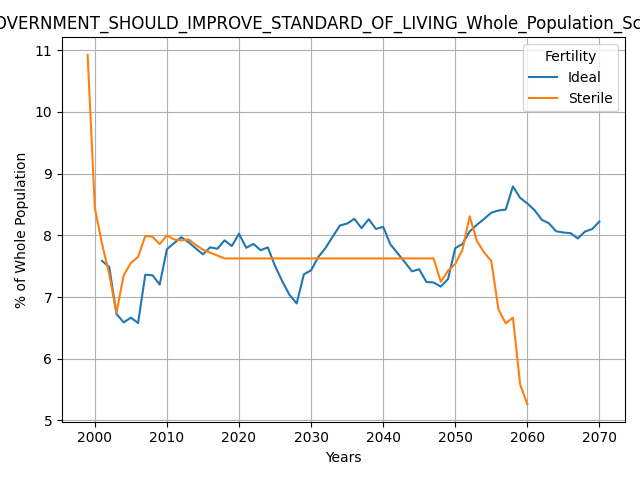 OVERNMENT_SHOULD_IMPROVE_STANDARD_OF_LIVING_Whole_Population_Sc
Fertility
Ideal
Sterile
% of Whole Population
11
10
9
8
7
6
5
2000 2010 2020 2030 2040 2050 2060 2070
Years